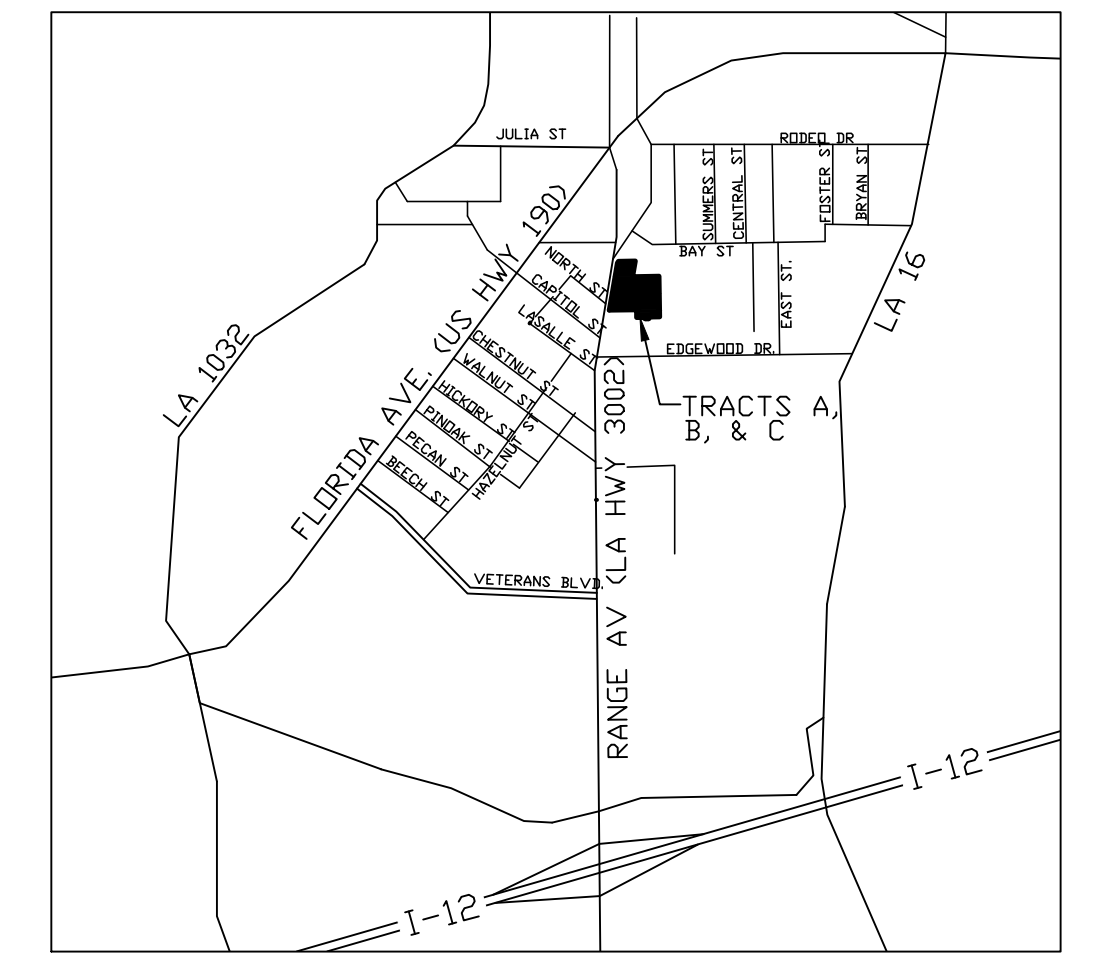 JULIA ST
RODEO DR
SUMMERS ST
CENTRAL ST
FOSTER ST
BRYAN ST
BAY ST
EAST ST.
EDGEWOOD DR.
LA 16
LA 1032
FLORIDA AVE. (US HWY 190)
NORTH ST
CAPITOL ST
LASALLE ST
CHESTNUT ST
WALNUT ST
HICKORY ST
PINOAK ST
PECAN ST
BEECH ST
HAZELNUT ST
TRACTS A,
B, & C
VETERANS BLVD.
RANGE AV (LA HWY 3002)
I-12
I-12